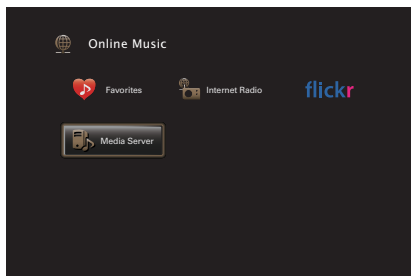 Online Music
Favorites
Internet Radio
flickr
Media Server